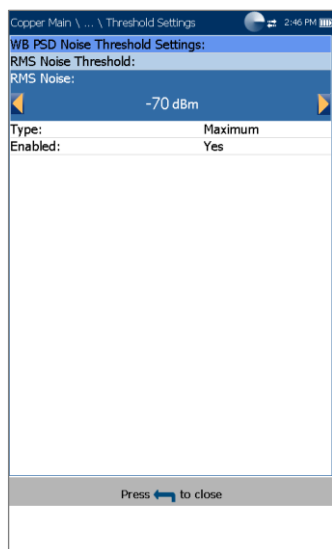 Copper Main \ ... \ Threshold Settings 2:46 PM
WB PSD Noise Threshold Settings:
RMS Noise Threshold:
RMS Noise:
-70 dBm
Type: Maximum
Enabled: Yes
Press to close